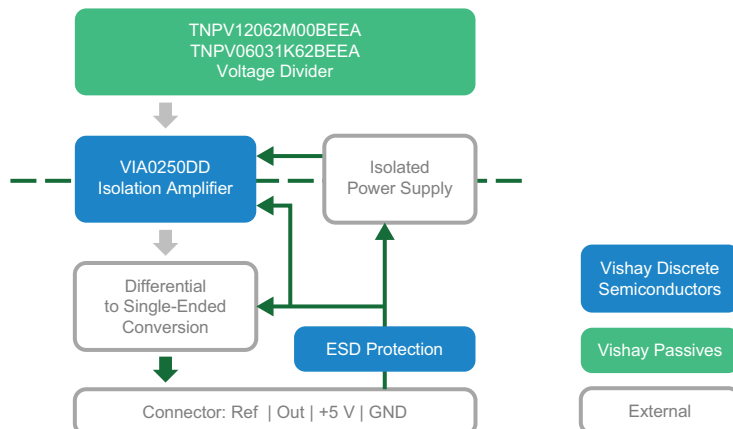 TNPV12062M00BEEA
TNPV06031K62BEEA
Voltage Divider
VIA0250DD
Isolation Amplifier
Isolated
Power Supply
Differential
to Single-Ended
Conversion
ESD Protection
Connector: Ref | Out | +5 V | GND
Vishay Discrete
Semiconductors
Vishay Passives
External